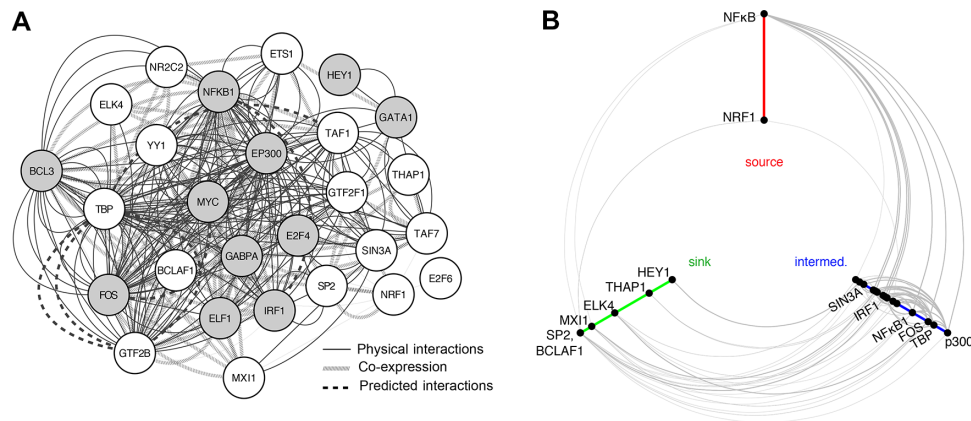 A
B
ETS1
NR2C2
HEY1
NFKB1
ELK4
GATA1
TAF1
YY1
EP300
BCL3
THAP1
GTF2F1
MYC
TBP
TAF7
E2F4
SIN3A
GABPA
BCLAF1
E2F6
SP2
NRF1
FOS
IRF1
ELF1
GTF2B
MXI1
Physical interactions
Co-expression
Predicted interactions
NFκB
NRF1
source
sink
intermed.
HEY1
THAP1
ELK4
MXI1
SP2,
BCLAF1
SIN3A
IRF1
NFκB1
FOS
TBP
p300